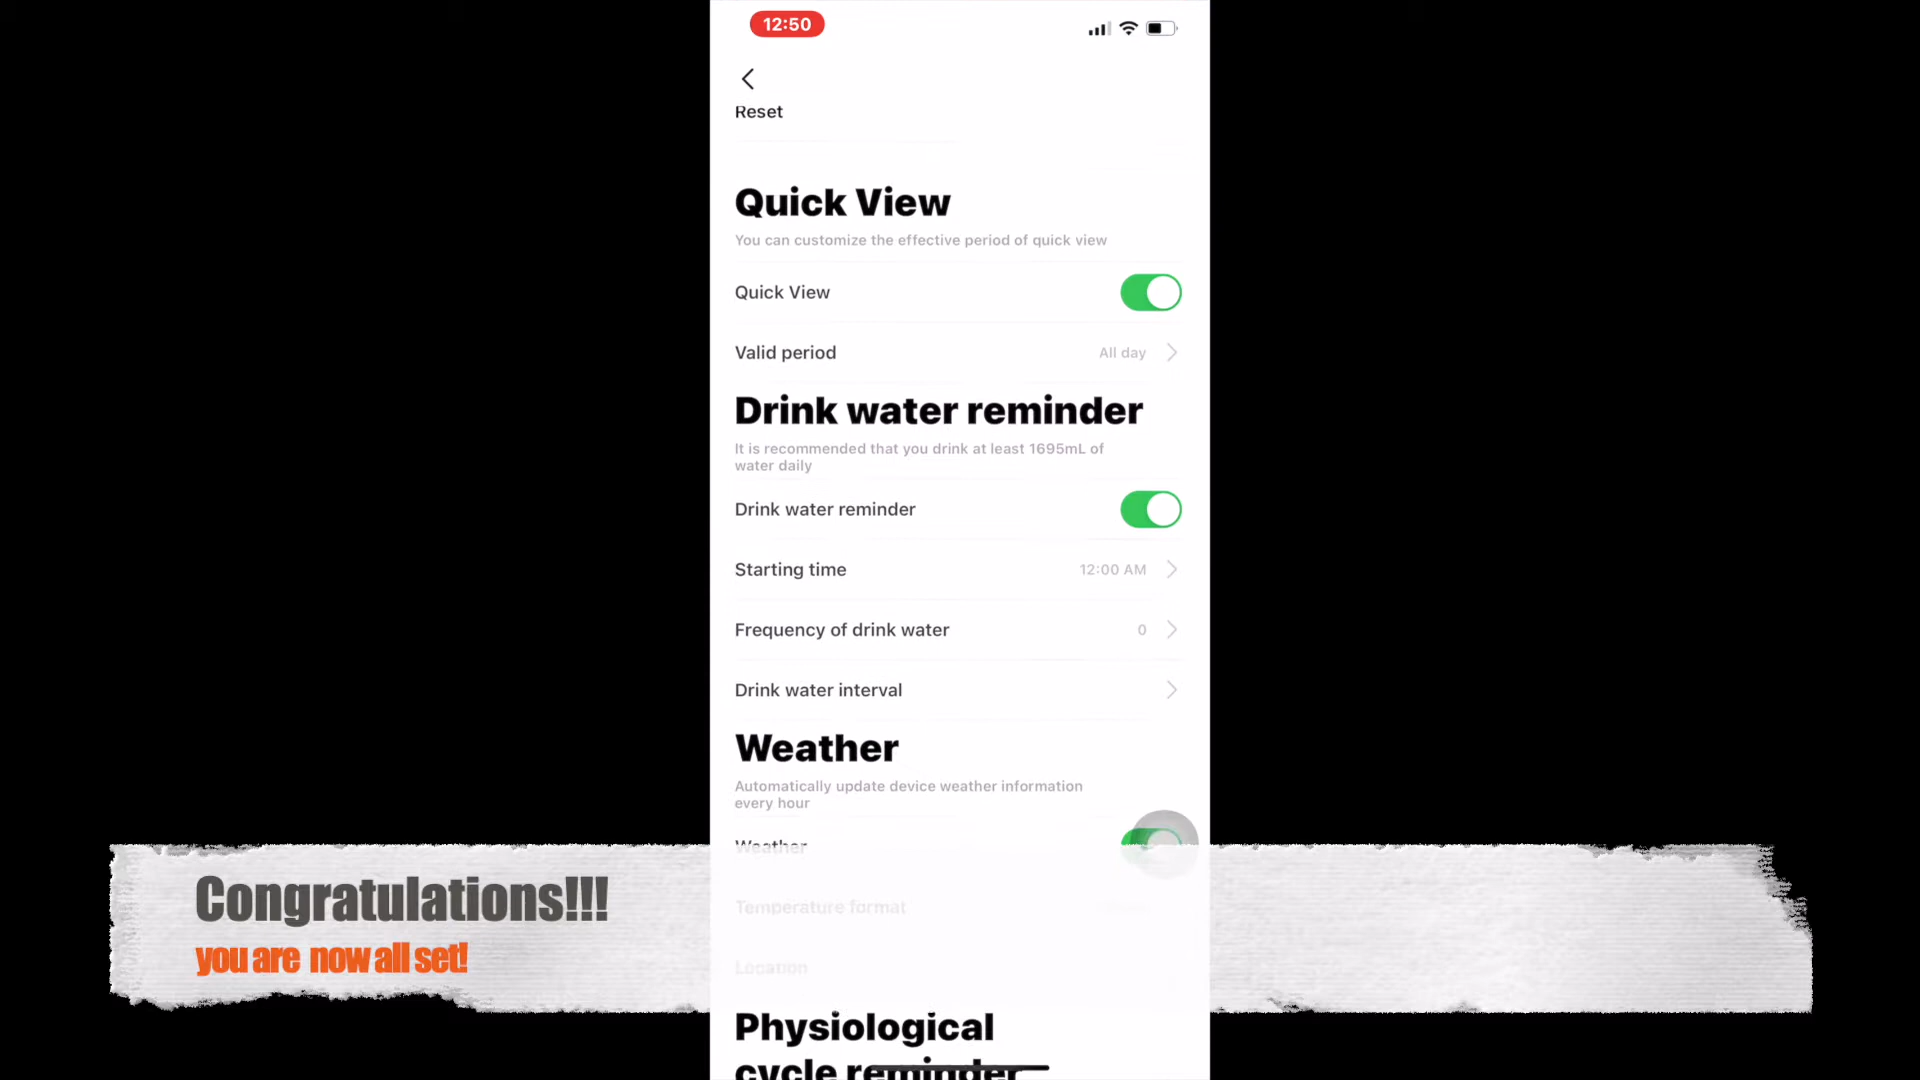 12:50
Reset
Quick View
You can customize the effective period of quick view
Quick View
Valid period
All day
Drink water reminder
It is recommended that you drink at least 1695mL of
water daily
Drink water reminder
Starting time
12:00 AM
Frequency of drink water
0
Drink water interval
Weather
Automatically update device weather information
every hour
Weather
Temperature format
Location
Physiological
cycle reminder
Congratulations!!!
you are now all set!